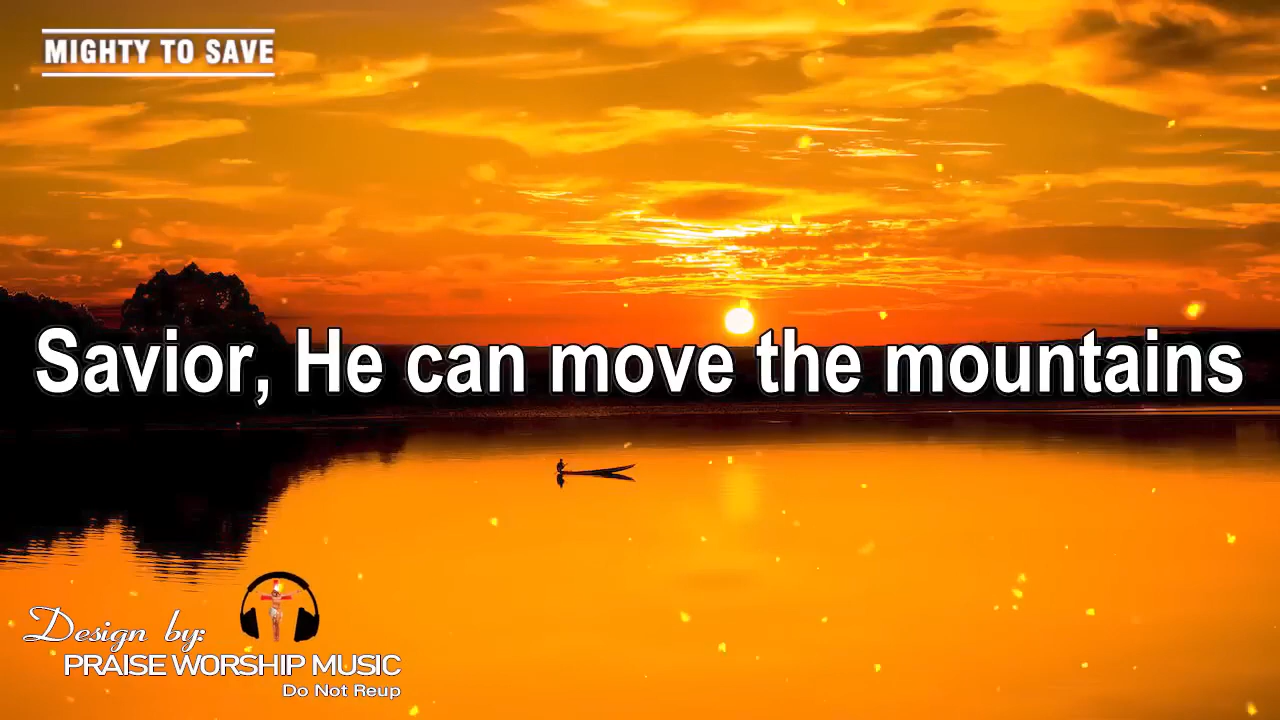 MIGHTY TO SAVE
Savior, He can move the mountains
Design by:
PRAISE WORSHIP MUSIC
Do Not Reup